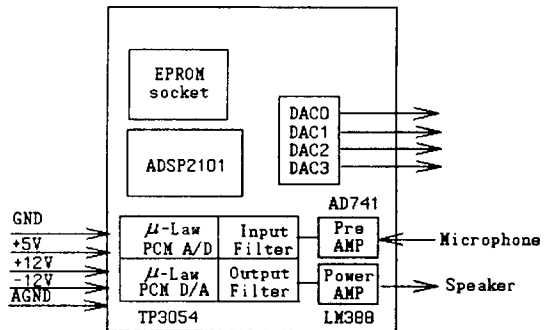 EPROM
socket
ADSP2101
DAC0
DAC1
DAC2
DAC3
AD741
GND
+5V
+12V
-12V
AGND
μ-Law
PCM A/D
Input
Filter
Pre
AMP
Microphone
μ-Law
PCM D/A
Output
Filter
Power
AMP
Speaker
TP3054
LM388